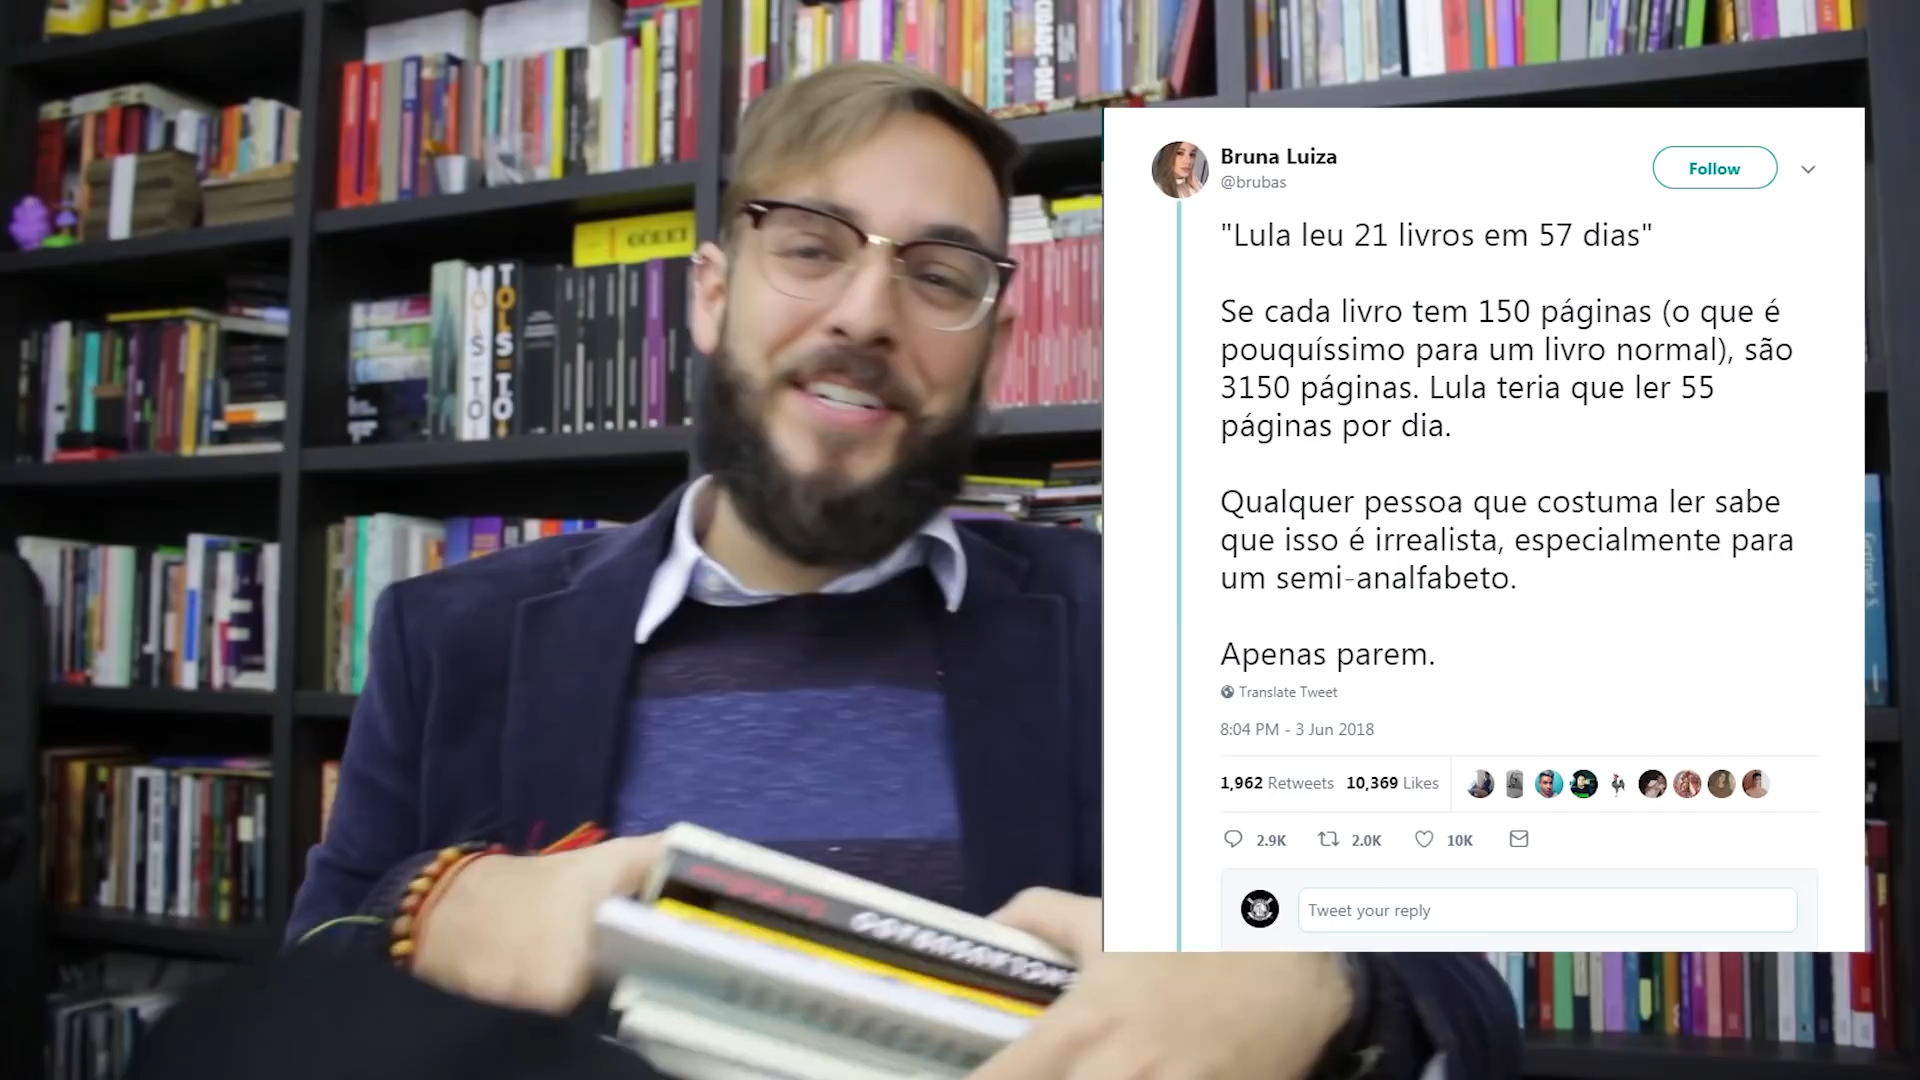 TOLSTOI
TOLSTOI
Bruna Luiza
@brubas
Follow
"Lula leu 21 livros em 57 dias"
Se cada livro tem 150 páginas (o que é
pouquíssimo para um livro normal), são
3150 páginas. Lula teria que ler 55
páginas por dia.
Qualquer pessoa que costuma ler sabe
que isso é irrealista, especialmente para
um semi-analfabeto.
Apenas parem.
Translate Tweet
8:04 PM - 3 Jun 2018
1,962 Retweets 10,369 Likes
2.9K 2.0K 10K
Tweet your reply